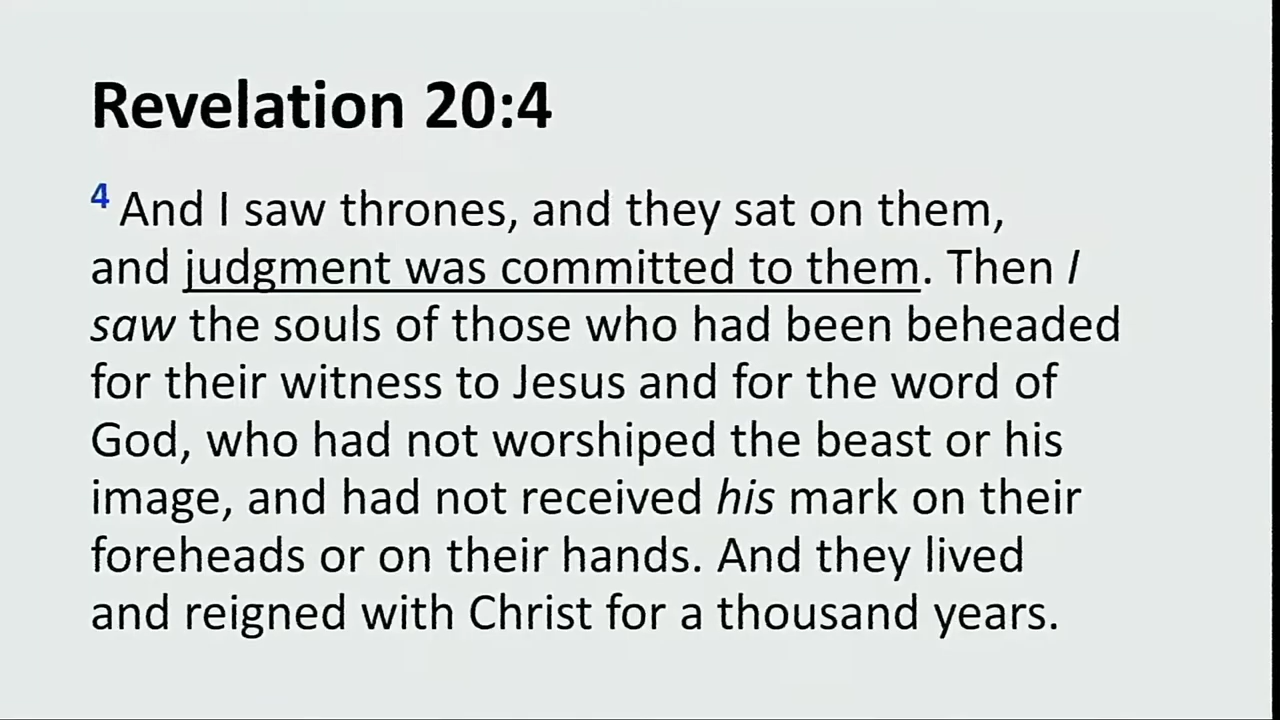 Revelation 20:4
4 And I saw thrones, and they sat on them,
and judgment was committed to them. Then I
saw the souls of those who had been beheaded
for their witness to Jesus and for the word of
God, who had not worshiped the beast or his
image, and had not received his mark on their
foreheads or on their hands. And they lived
and reigned with Christ for a thousand years.